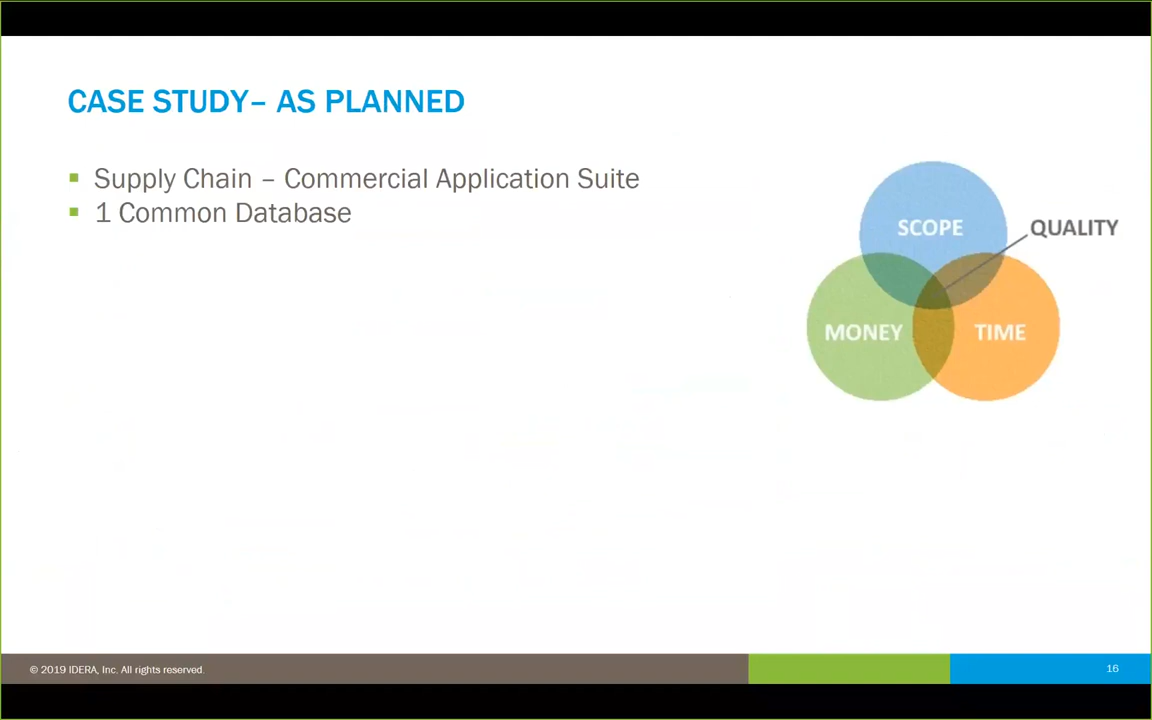 CASE STUDY– AS PLANNED
Supply Chain – Commercial Application Suite
1 Common Database
SCOPE
QUALITY
MONEY
TIME
© 2019 IDERA, Inc. All rights reserved.
16